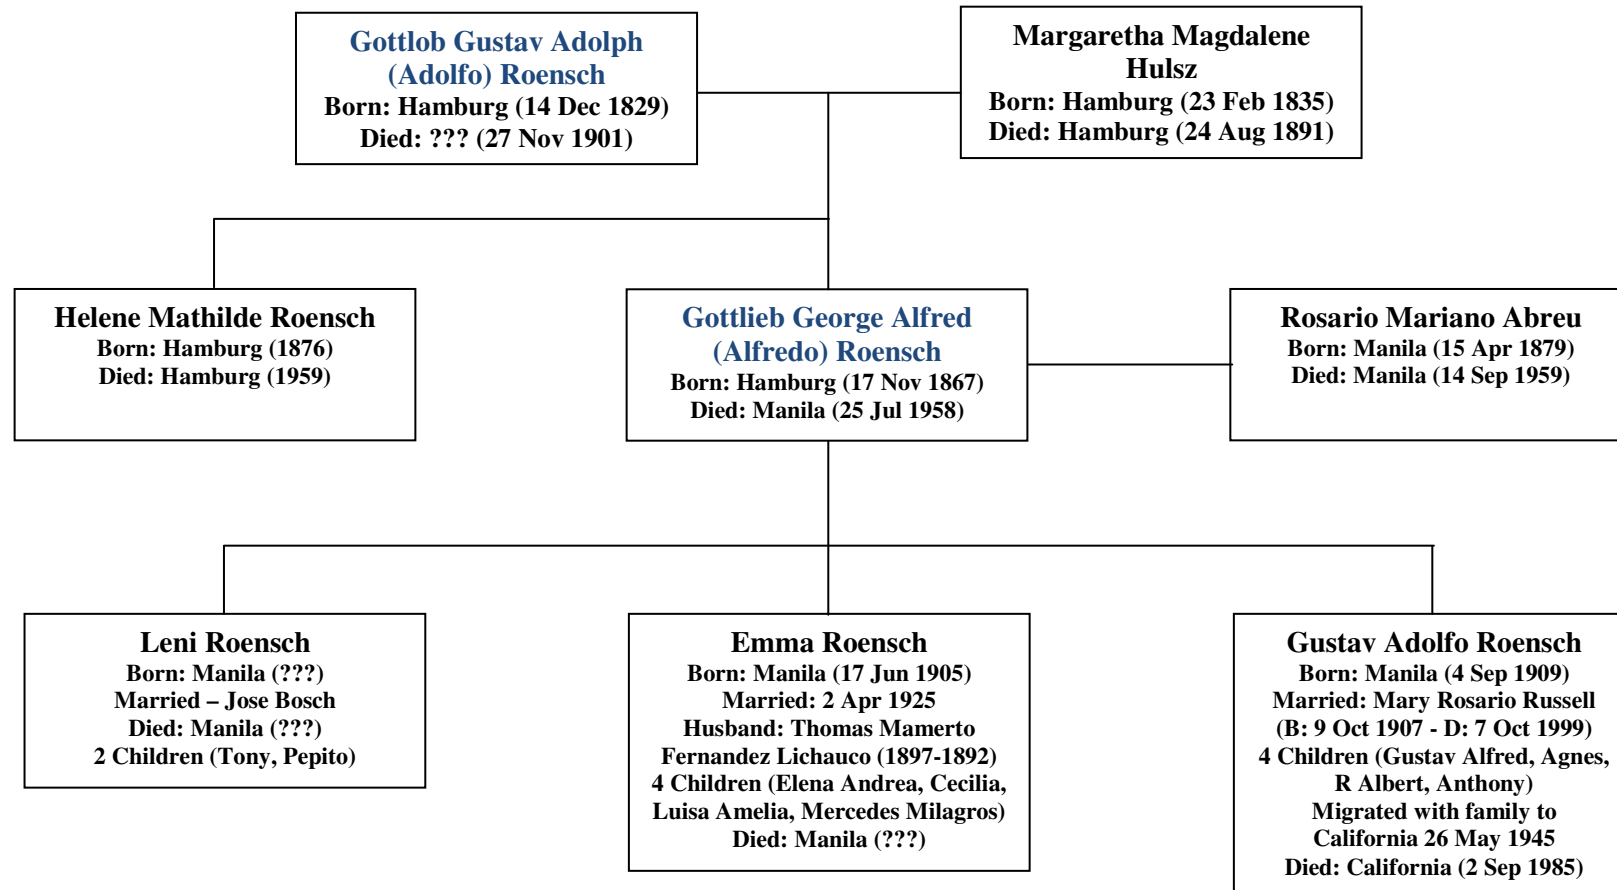 Gottlob Gustav Adolph
(Adolfo) Roensch
Born: Hamburg (14 Dec 1829)
Died: ??? (27 Nov 1901)
Margaretha Magdalene
Hulsz
Born: Hamburg (23 Feb 1835)
Died: Hamburg (24 Aug 1891)
Helene Mathilde Roensch
Born: Hamburg (1876)
Died: Hamburg (1959)
Gottlieb George Alfred
(Alfredo) Roensch
Born: Hamburg (17 Nov 1867)
Died: Manila (25 Jul 1958)
Rosario Mariano Abreu
Born: Manila (15 Apr 1879)
Died: Manila (14 Sep 1959)
Leni Roensch
Born: Manila (???)
Married – Jose Bosch
Died: Manila (???)
2 Children (Tony, Pepito)
Emma Roensch
Born: Manila (17 Jun 1905)
Married: 2 Apr 1925
Husband: Thomas Mamerto
Fernandez Lichauco (1897-1892)
4 Children (Elena Andrea, Cecilia,
Luisa Amelia, Mercedes Milagros)
Died: Manila (???)
Gustav Adolfo Roensch
Born: Manila (4 Sep 1909)
Married: Mary Rosario Russell
(B: 9 Oct 1907 - D: 7 Oct 1999)
4 Children (Gustav Alfred, Agnes,
R Albert, Anthony)
Migrated with family to
California 26 May 1945
Died: California (2 Sep 1985)